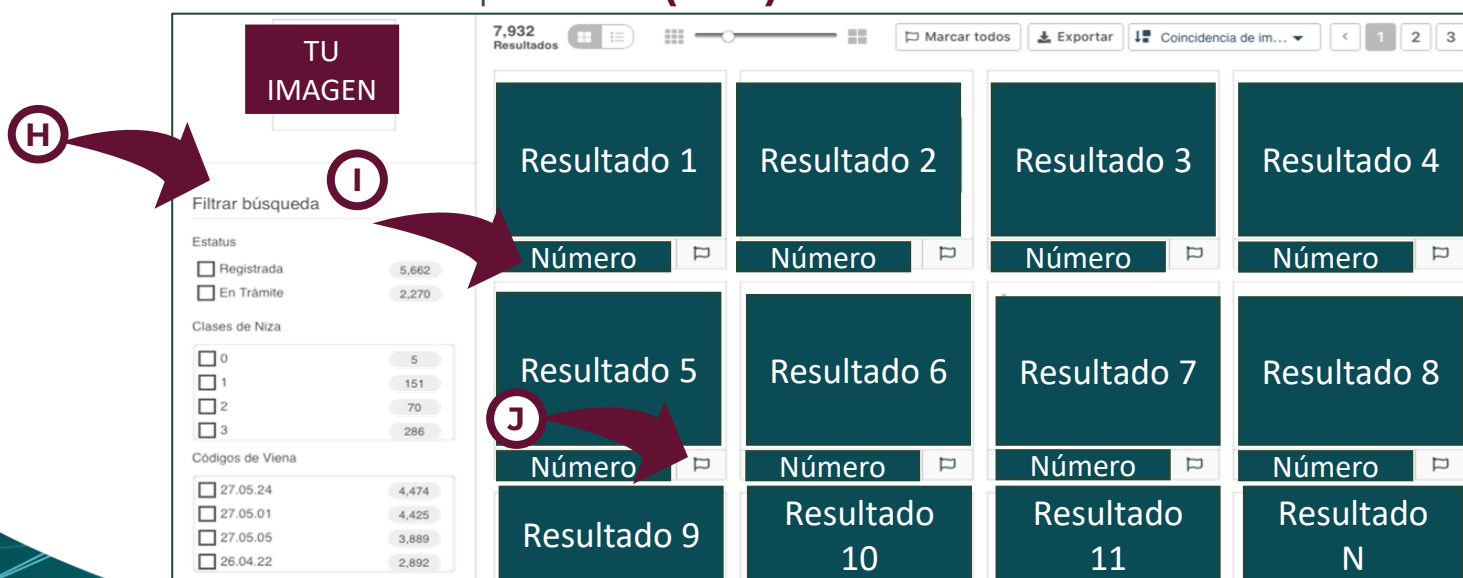 TU
IMAGEN
7,932
Resultados
Marcar todos
Exportar
Coincidencia de im...
<
1
2
3
H
I
Filtrar búsqueda
Estatus
Registrada 5,662
En Trámite 2,270
Clases de Niza
0 5
1 151
2 70
3 286
Códigos de Viena
27.05.24 4,474
27.05.01 4,425
27.05.05 3,889
26.04.22 2,892
Resultado 1
Resultado 2
Resultado 3
Resultado 4
Número
Número
Número
Número
Resultado 5
Resultado 6
Resultado 7
Resultado 8
J
Número
Número
Número
Número
Resultado 9
Resultado
10
Resultado
11
Resultado
N